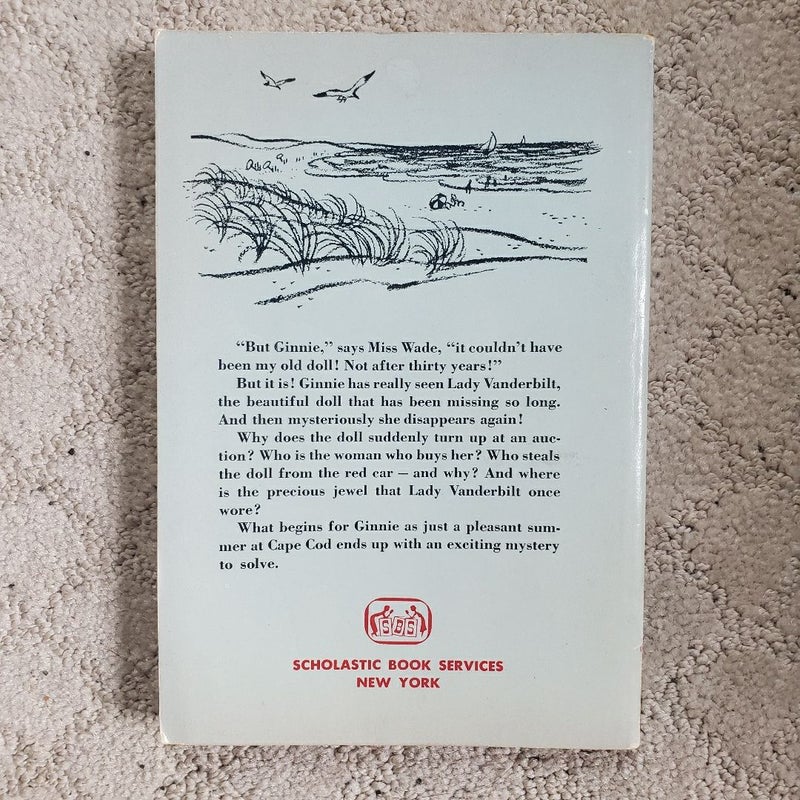 “But Ginnie,” says Miss Wade, “it couldn’t have
been my old doll! Not after thirty years!”
But it is! Ginnie has really seen Lady Vanderbilt,
the beautiful doll that has been missing so long.
And then mysteriously she disappears again!
Why does the doll suddenly turn up at an auc-
tion? Who is the woman who buys her? Who steals
the doll from the red car — and why? And where
is the precious jewel that Lady Vanderbilt once
wore?
What begins for Ginnie as just a pleasant sum-
mer at Cape Cod ends up with an exciting mystery
to solve.
SBS
SCHOLASTIC BOOK SERVICES
NEW YORK